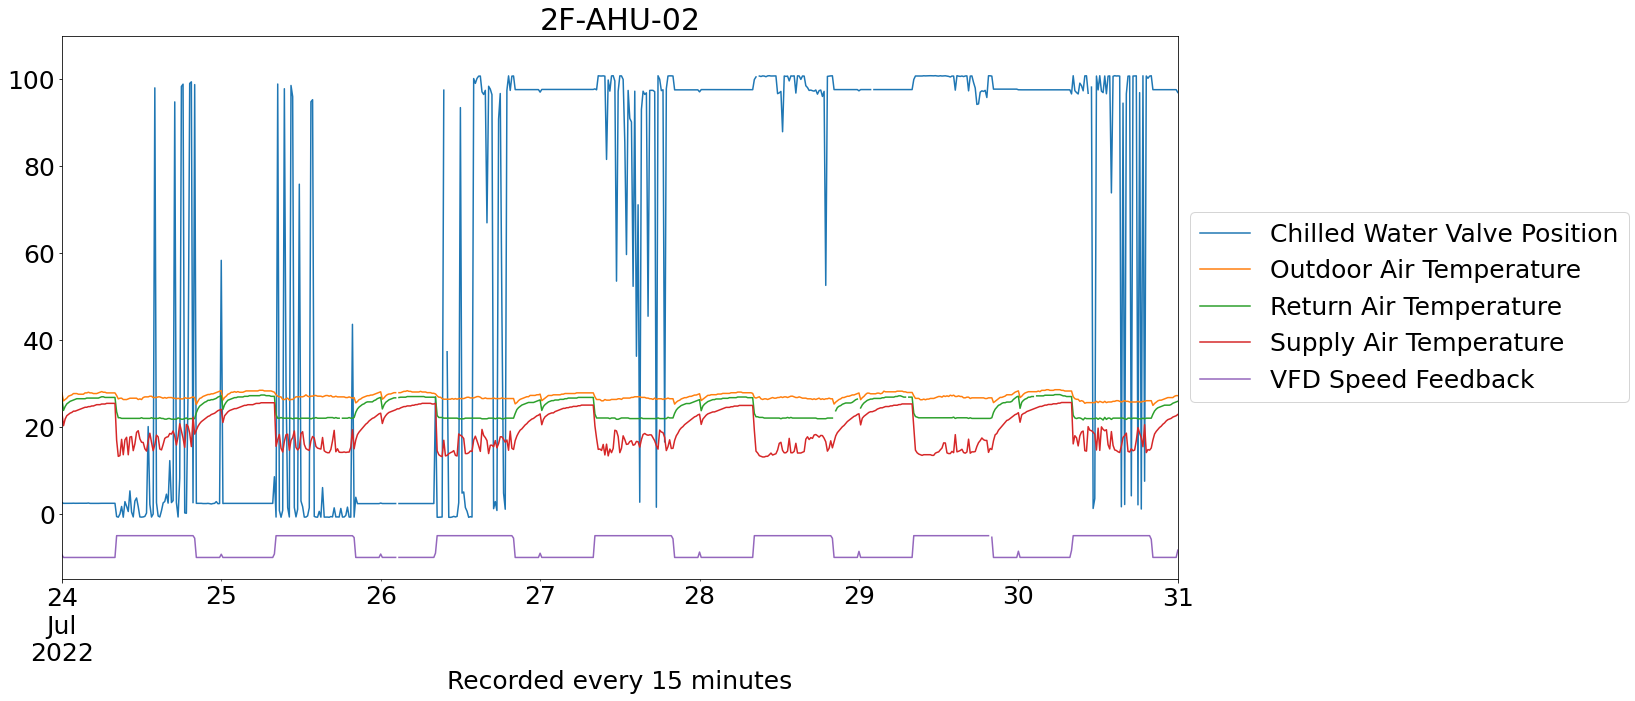 2F-AHU-02
100
80
60
40
20
0
24 25 26 27 28 29 30 31
Jul
2022
Recorded every 15 minutes
Chilled Water Valve Position
Outdoor Air Temperature
Return Air Temperature
Supply Air Temperature
VFD Speed Feedback